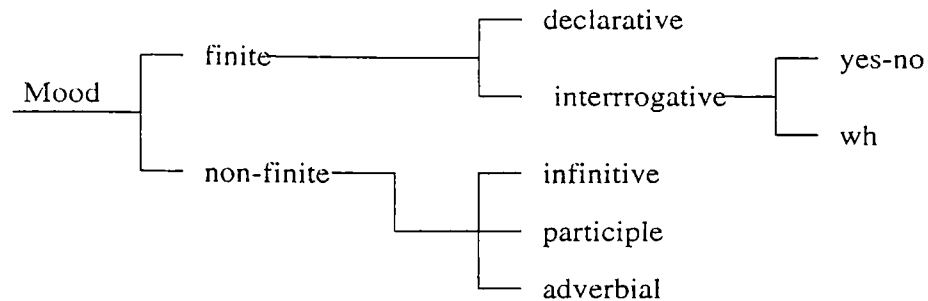 declarative
finite
yes-no
Mood
interrrogative
wh
non-finite
infinitive
participle
adverbial